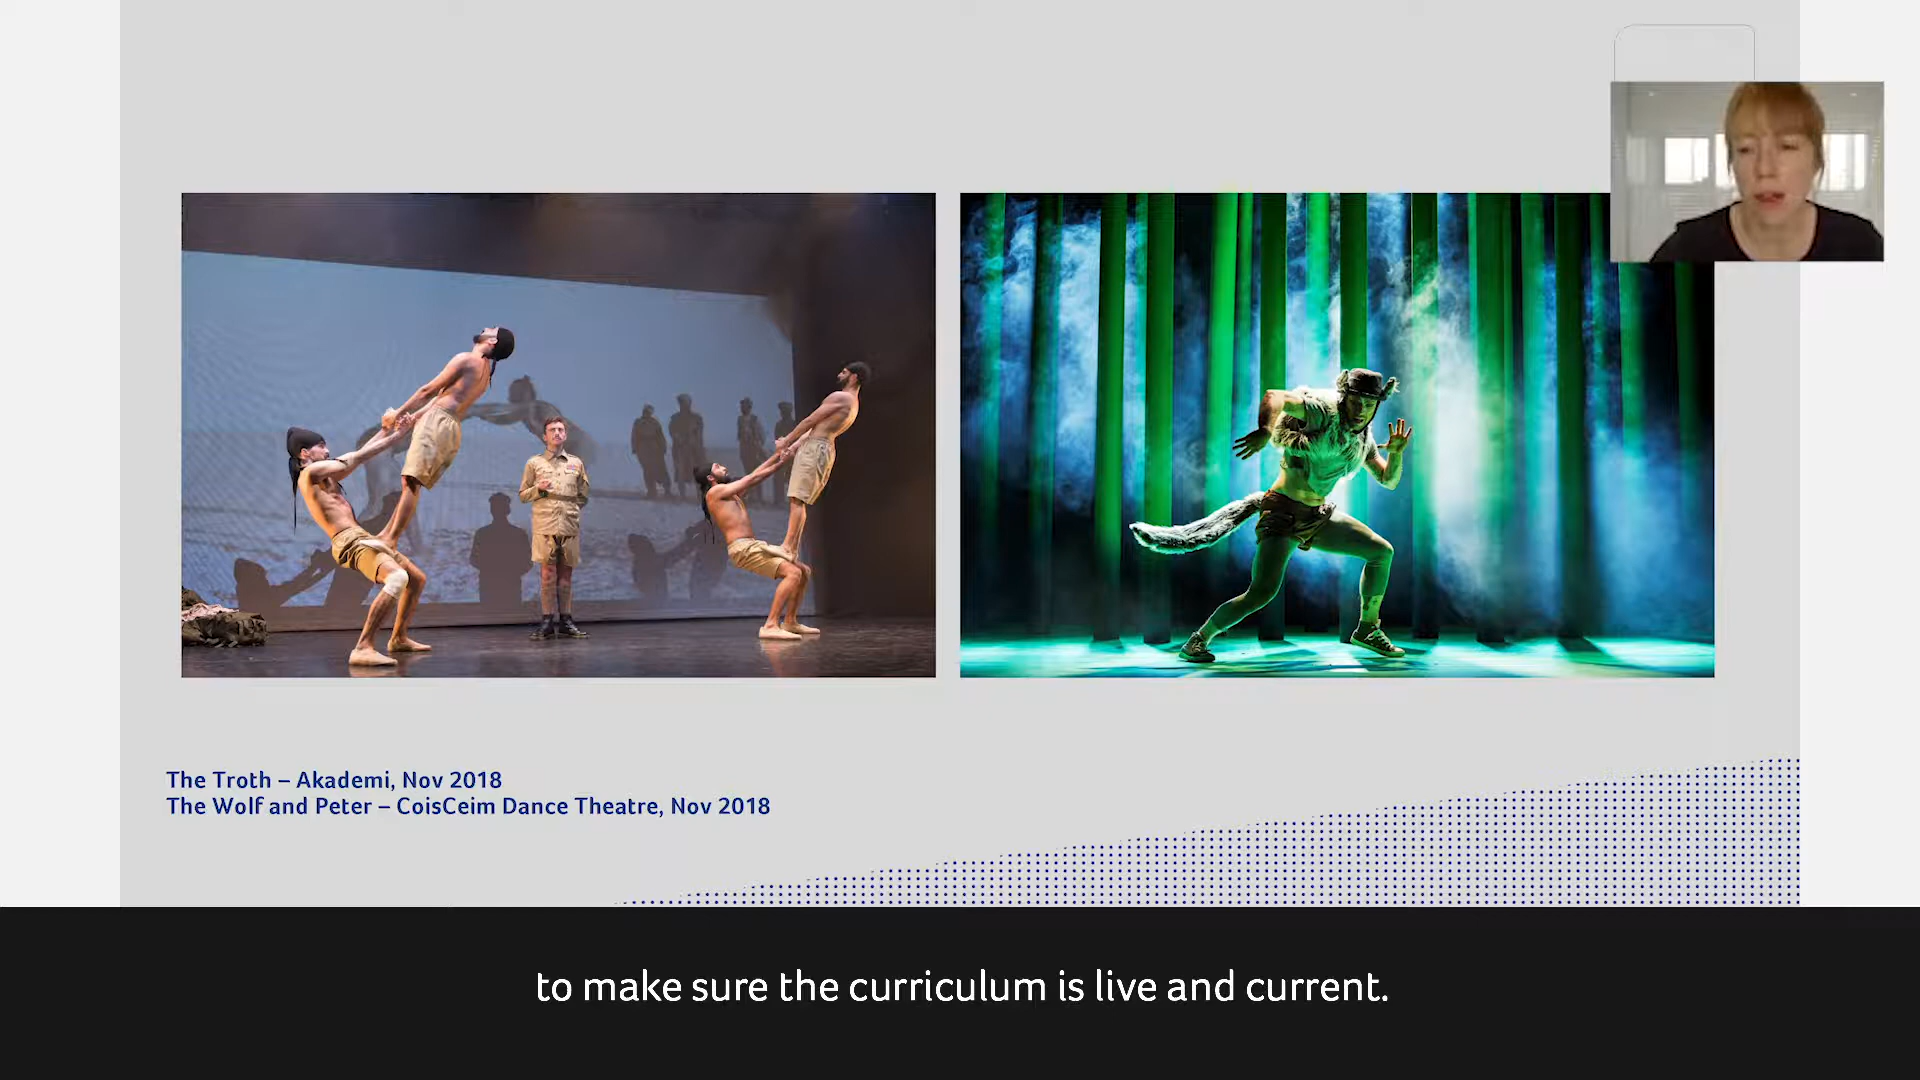 The Troth – Akademi, Nov 2018
The Wolf and Peter – CoisCeim Dance Theatre, Nov 2018
to make sure the curriculum is live and current.